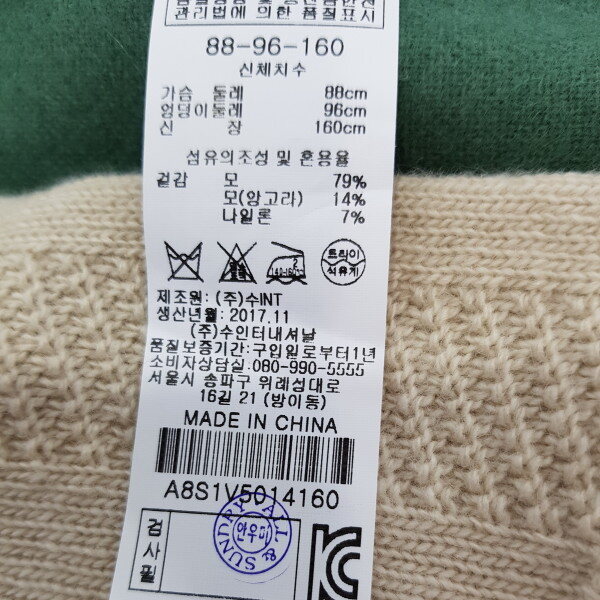 관리법에 의한 품질표시
88-96-160
신체치수
가슴 둘레 88cm
엉덩이둘레 96cm
신 장 160cm
섬유의조성 및 혼용율
겉감 모 79%
모(앙고라) 14%
나일론 7%
140-160℃
드라이
석유계
제조원: (주)수INT
생산년월: 2017.11
(주)수인터내셔날
품질보증기간:구입일로부터1년
소비자상담실:080-990-5555
서울시 송파구 위례성대로
16길 21 (방이동)
MADE IN CHINA
A8S1V5014160
검사필
SUNDRY
안우미